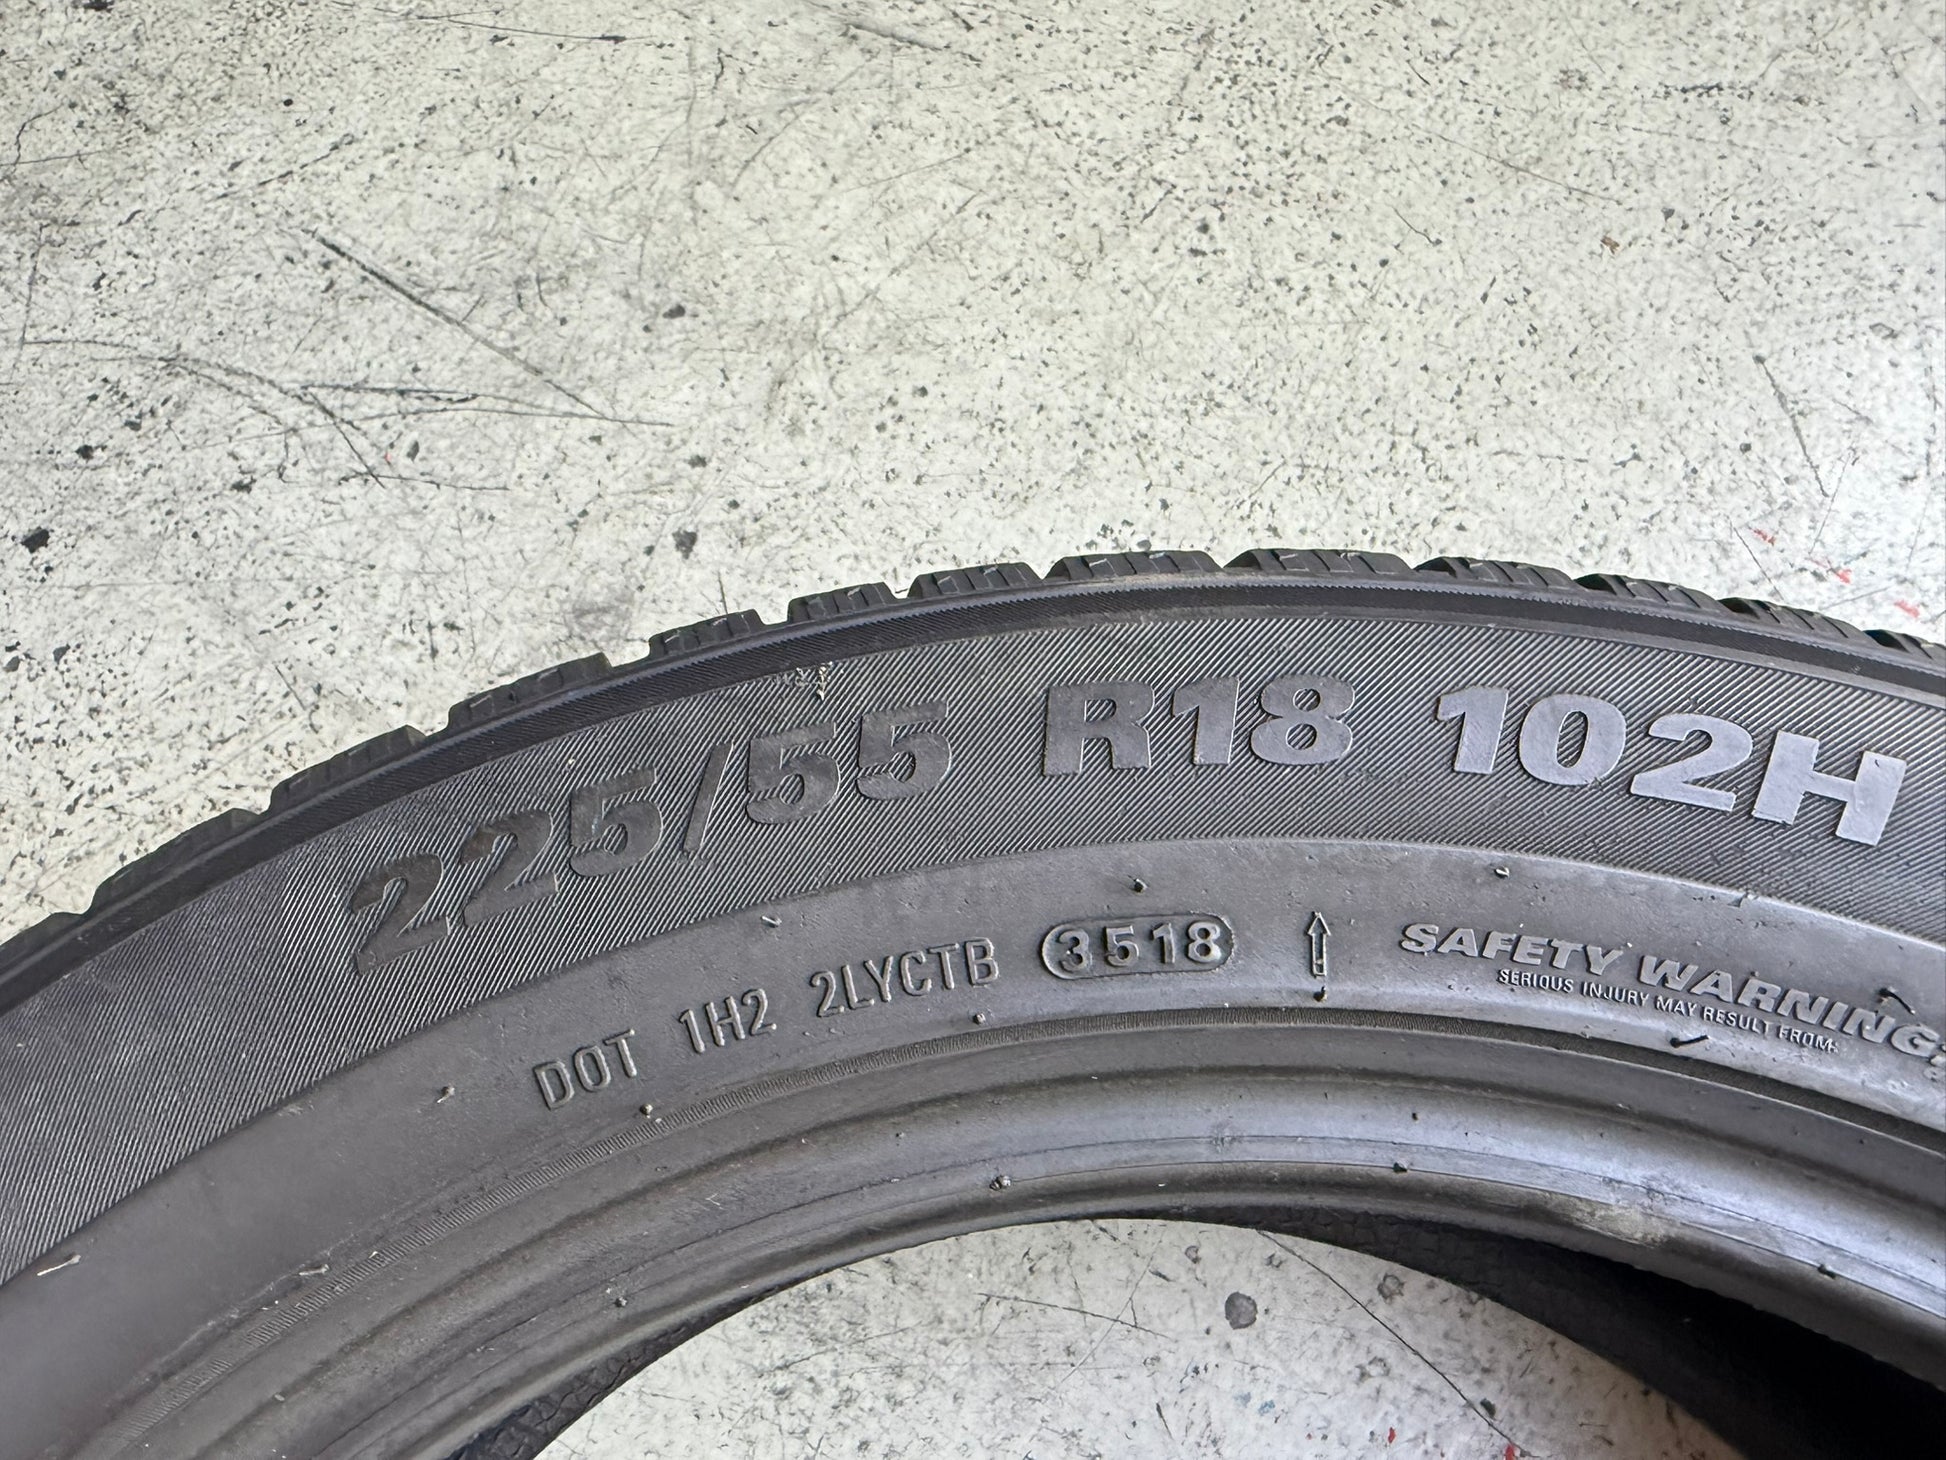 225/55 R18 102H
DOT 1H2 2LYCTB 3518
SAFETY WARNING:
SERIOUS INJURY MAY RESULT FROM: